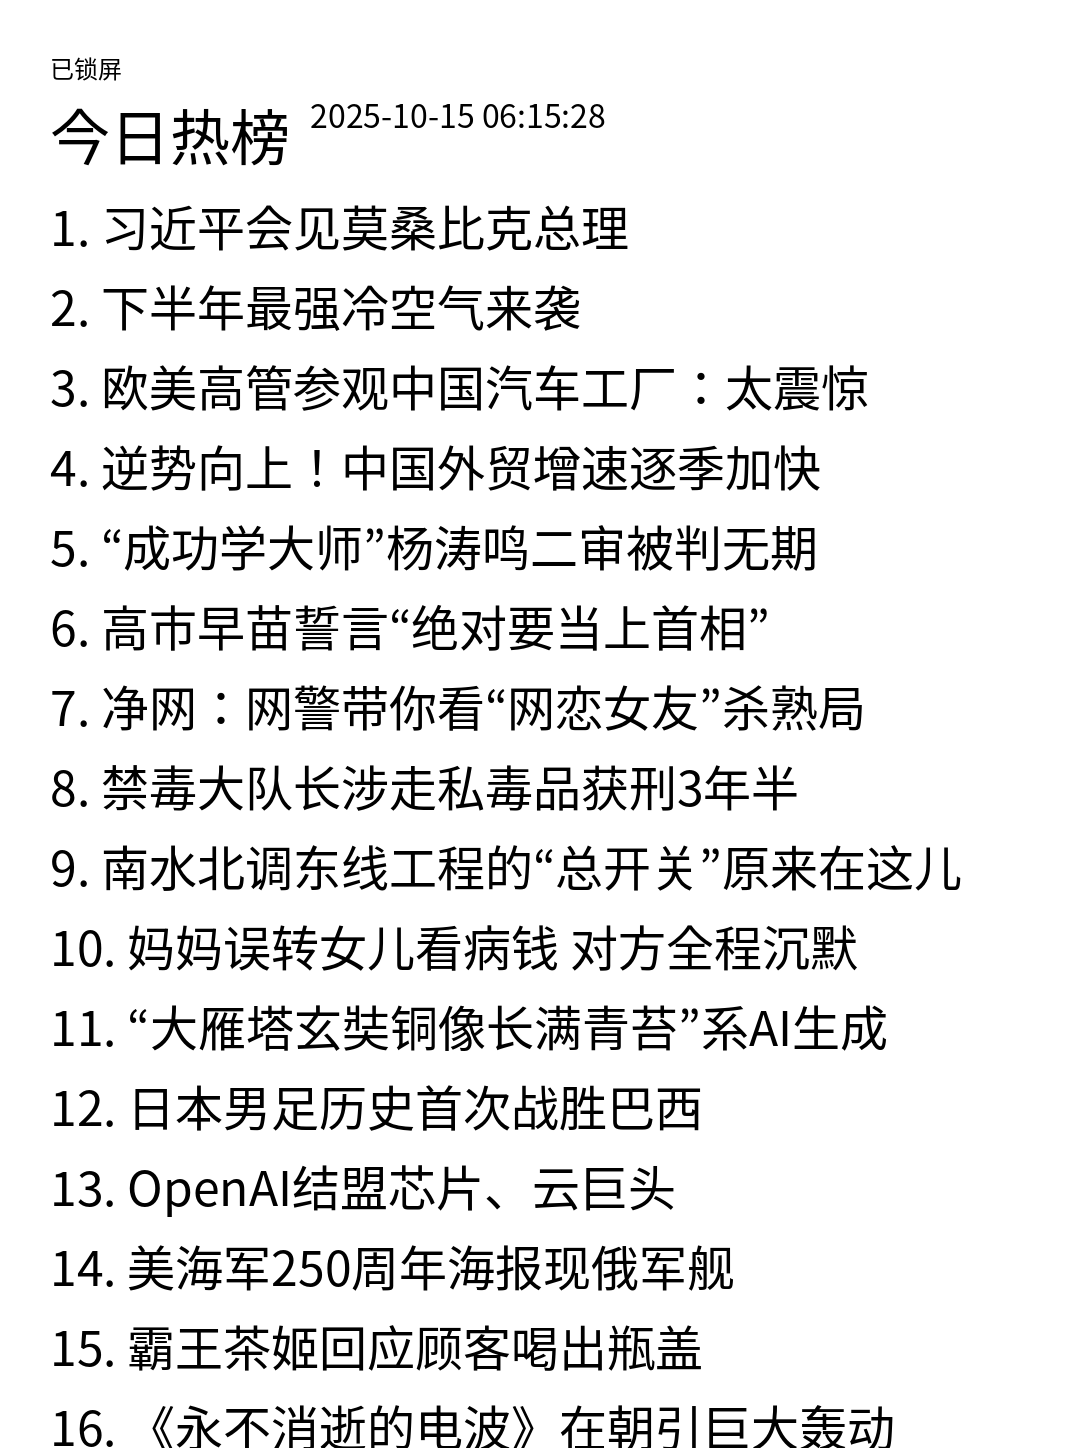 已锁屏
今日热榜 2025-10-15 06:15:28
1. 习近平会见莫桑比克总理
2. 下半年最强冷空气来袭
3. 欧美高管参观中国汽车工厂：太震惊
4. 逆势向上！中国外贸增速逐季加快
5. “成功学大师”杨涛鸣二审被判无期
6. 高市早苗誓言“绝对要当上首相”
7. 净网：网警带你看“网恋女友”杀熟局
8. 禁毒大队长涉走私毒品获刑3年半
9. 南水北调东线工程的“总开关”原来在这儿
10. 妈妈误转女儿看病钱 对方全程沉默
11. “大雁塔玄奘铜像长满青苔”系AI生成
12. 日本男足历史首次战胜巴西
13. OpenAI结盟芯片、云巨头
14. 美海军250周年海报现俄军舰
15. 霸王茶姬回应顾客喝出瓶盖
16. 《永不消逝的电波》在朝引巨大轰动